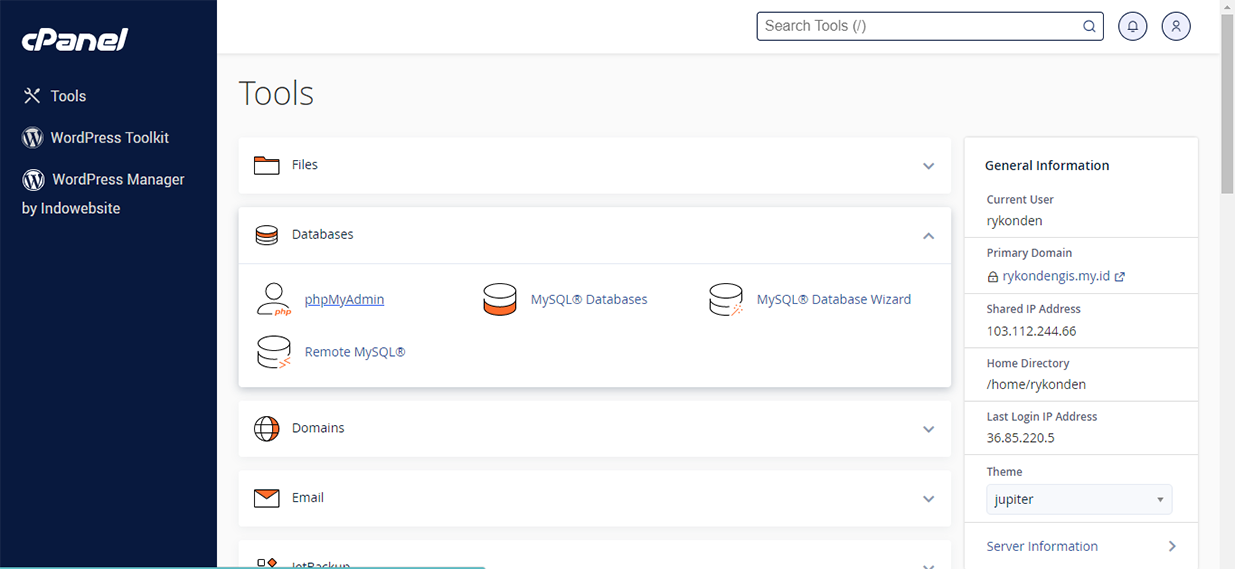 cPanel
Search Tools (/)
Tools
WordPress Toolkit
WordPress Manager
by Indowebsite
Tools
Files
Databases
phpMyAdmin
php
MySQL® Databases
MySQL® Database Wizard
Remote MySQL®
Domains
Email
JetBackup
General Information
Current User
rykonden
Primary Domain
rykondengis.my.id
Shared IP Address
103.112.244.66
Home Directory
/home/rykonden
Last Login IP Address
36.85.220.5
Theme
jupiter
Server Information